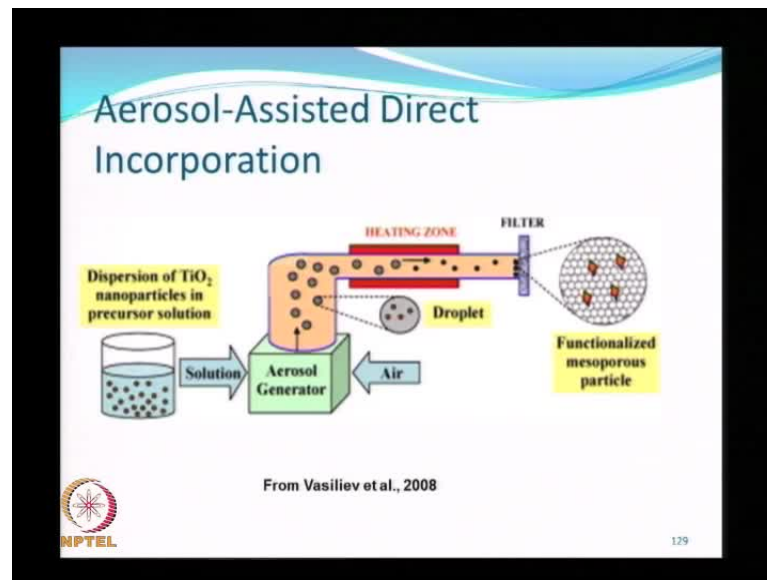 Aerosol-Assisted Direct
Incorporation
HEATING ZONE
FILTER
Dispersion of TiO₂
nanoparticles in
precursor solution
Droplet
Functionalized
mesoporous
particle
Solution
Aerosol
Generator
Air
From Vasiliev et al., 2008
NPTEL
129